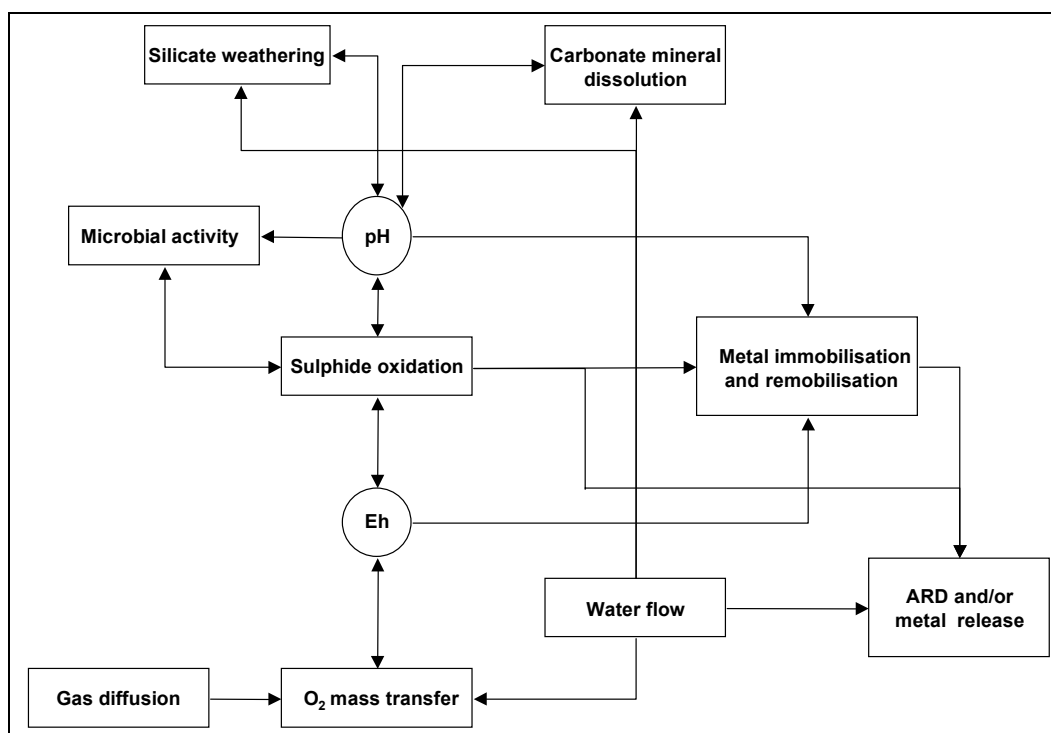 Silicate weathering
Carbonate mineral
dissolution
Microbial activity
pH
Sulphide oxidation
Metal immobilisation
and remobilisation
Eh
Water flow
ARD and/or
metal release
Gas diffusion
O₂ mass transfer